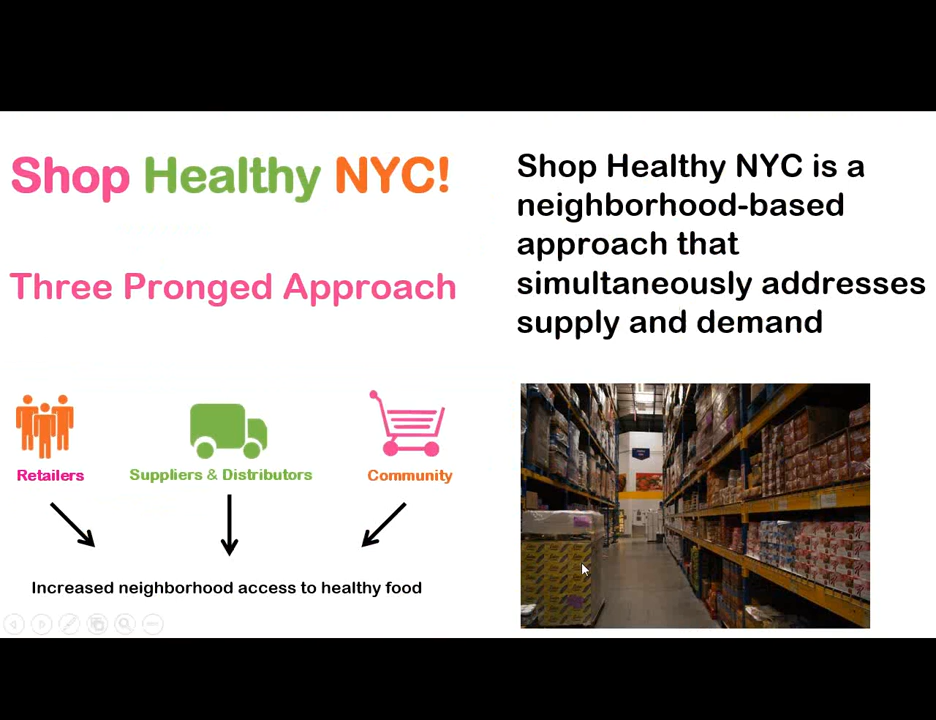 Shop Healthy NYC!
Three Pronged Approach
Retailers
Suppliers & Distributors
Community
Increased neighborhood access to healthy food
Shop Healthy NYC is a
neighborhood-based
approach that
simultaneously addresses
supply and demand